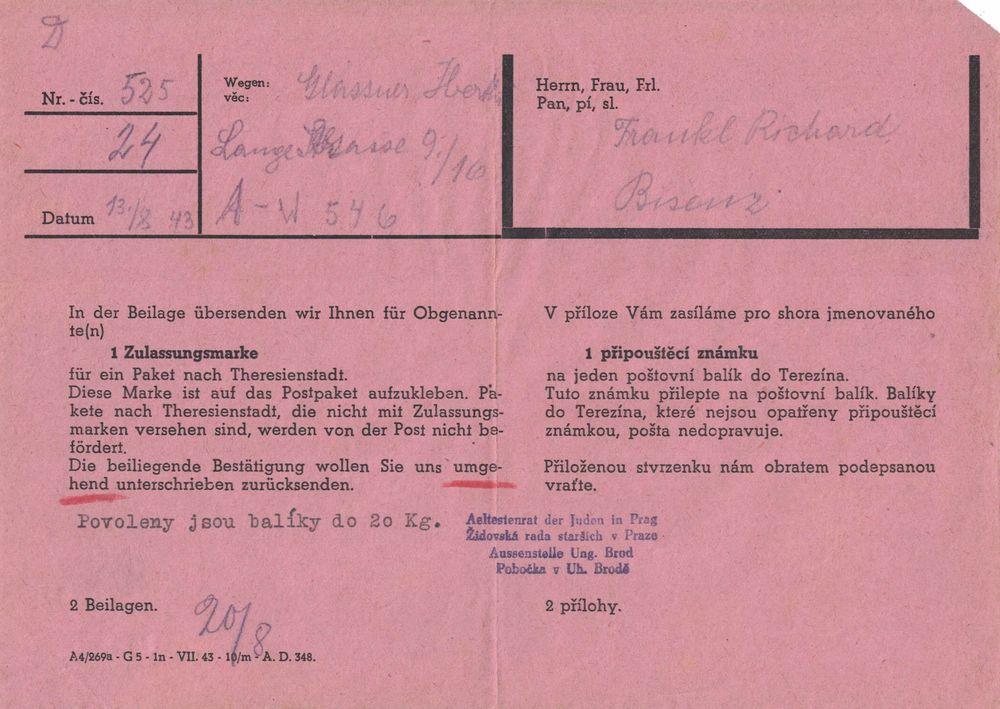 D
Nr. - čís. 525
24
Datum 13./8 43
Wegen: Glassner
věc:
Lange Gasse 9./16
A - W 546
Herrn, Frau, Frl.
Pan, pí, sl.
Frankl Richard
Bisenz
In der Beilage übersenden wir Ihnen für Obgenann-
te(n)
1 Zulassungsmarke
für ein Paket nach Theresienstadt.
Diese Marke ist auf das Postpaket aufzukleben. Pa-
kete nach Theresienstadt, die nicht mit Zulassungs-
marken versehen sind, werden von der Post nicht be-
fördert.
Die beiliegende Bestätigung wollen Sie uns umge-
hend unterschrieben zurücksenden.
V příloze Vám zasíláme pro shora jmenovaného
1 připouštěcí známku
na jeden poštovní balík do Terezína.
Tuto známku přilepte na poštovní balík. Balíky
do Terezína, které nejsou opatřeny připouštěcí
známkou, pošta nedopravuje.
Přiloženou stvrzenku nám obratem podepsanou
vraťte.
Povoleny jsou balíky do 20 Kg.
Aeltestenrat der Juden in Prag
Židovská rada starších v Praze
Aussenstelle Ung. Brod
Pobočka v Uh. Brodě
2 Beilagen.
20/8
2 přílohy.
A4/269a - G 5 - 1n - VII. 43 - 10/m - A. D. 348.